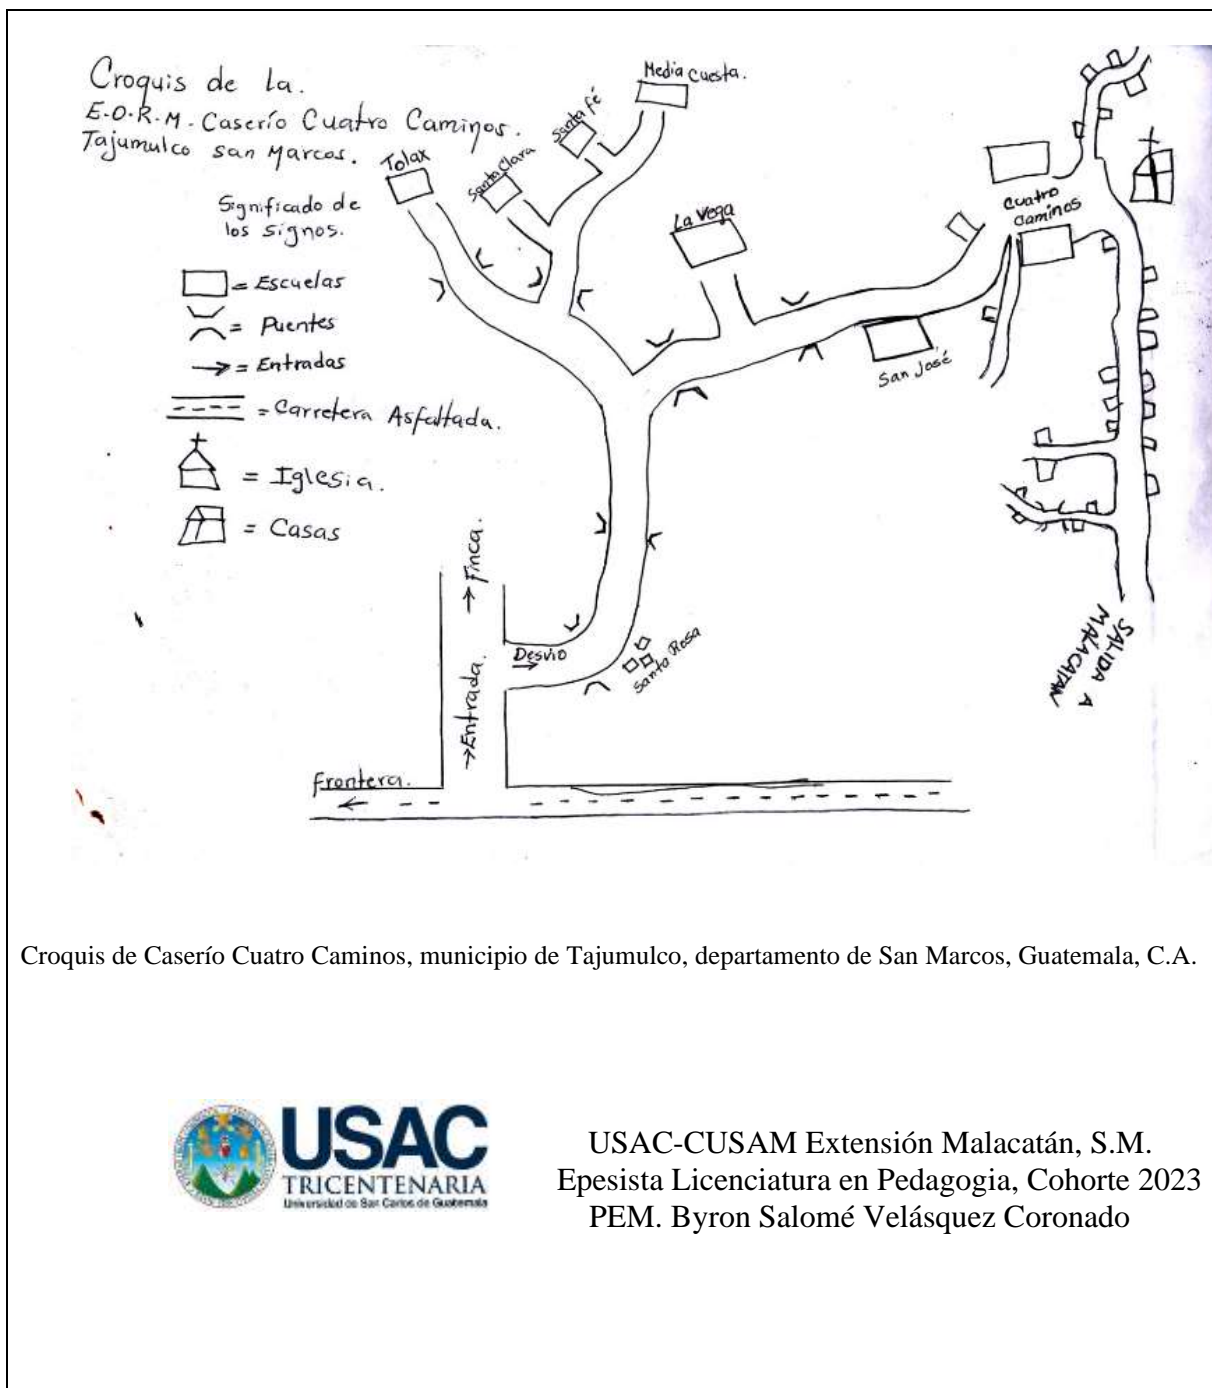 Croquis de la.
E.O.R.M. Caserío Cuatro Caminos.
Tajumulco San Marcos.
Significado de
los signos.
= Escuelas
= Puentes
= Entradas
= Carretera Asfaltada.
= Iglesia.
= Casas
Tolax
Santa Clara
Santa Fé
Media Cuesta.
La Vega
San José
Cuatro
Caminos
Finca.
Entrada.
Desvio
Santa Rosa
Frontera.
SALIDA A
MALACATAN
Croquis de Caserío Cuatro Caminos, municipio de Tajumulco, departamento de San Marcos, Guatemala, C.A.
USAC
TRICENTENARIA
Universidad de San Carlos de Guatemala
USAC-CUSAM Extensión Malacatán, S.M.
Epesista Licenciatura en Pedagogia, Cohorte 2023
PEM. Byron Salomé Velásquez Coronado